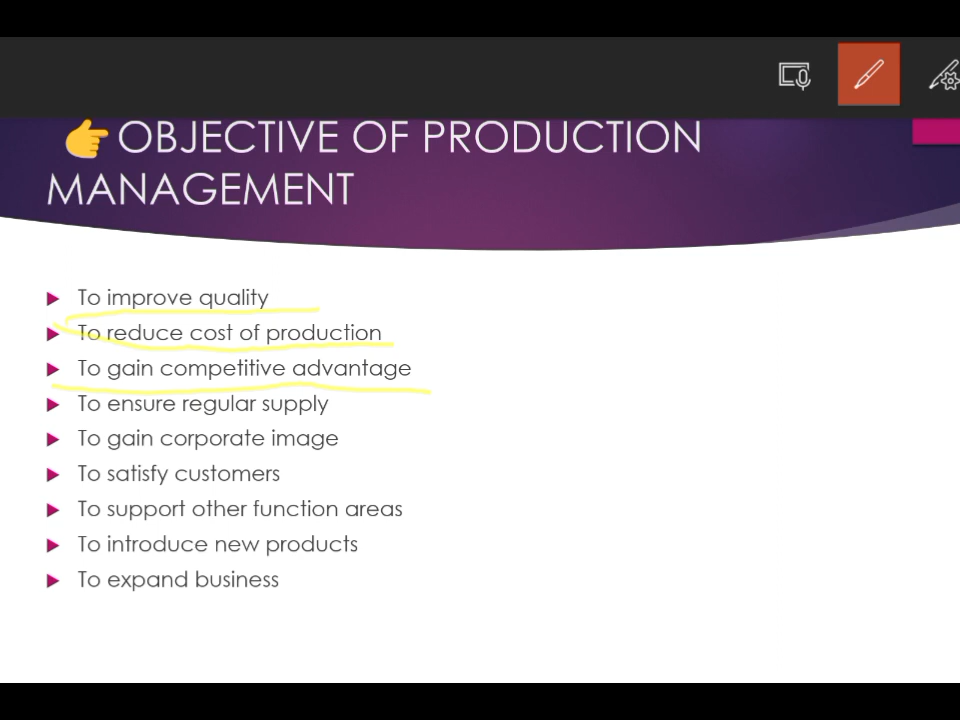 👉OBJECTIVE OF PRODUCTION
MANAGEMENT
To improve quality
To reduce cost of production
To gain competitive advantage
To ensure regular supply
To gain corporate image
To satisfy customers
To support other function areas
To introduce new products
To expand business